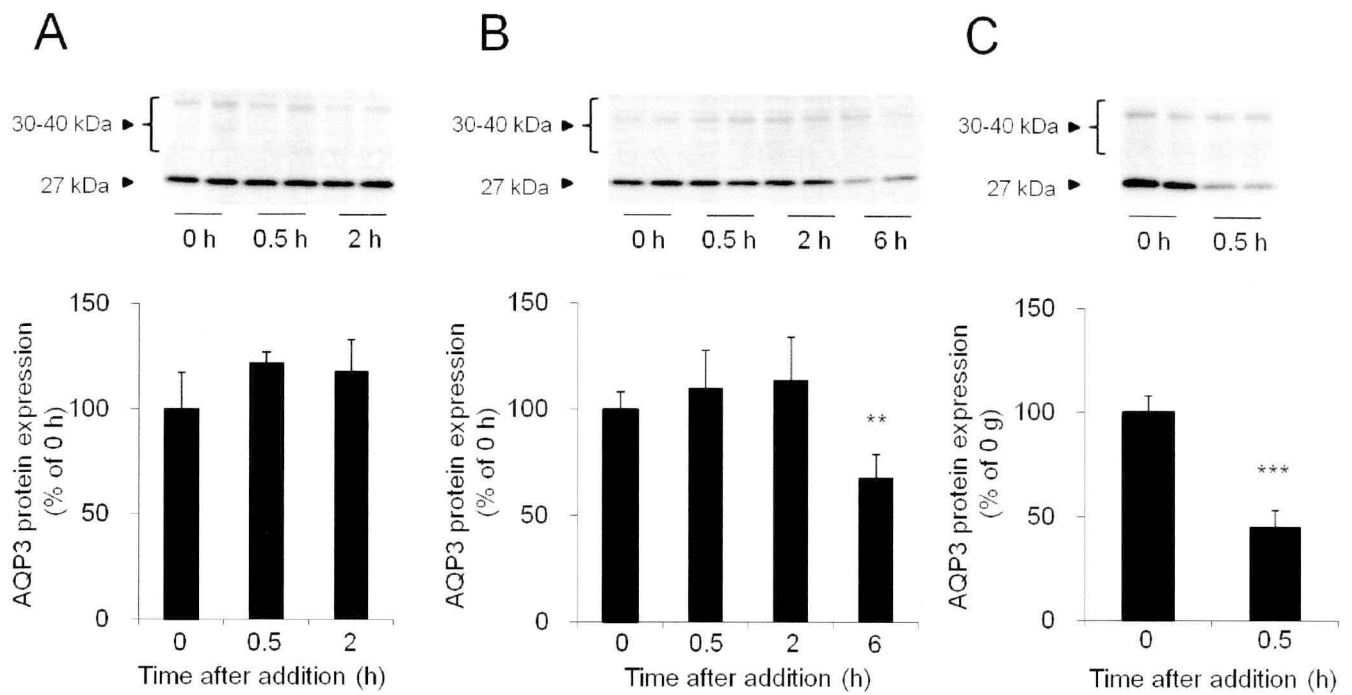 A
30-40 kDa ►
27 kDa ►
0 h 0.5 h 2 h
AQP3 protein expression
(% of 0 h)
150
100
50
0
0 0.5 2
Time after addition (h)
B
30-40 kDa ►
27 kDa ►
0 h 0.5 h 2 h 6 h
AQP3 protein expression
(% of 0 h)
150
100
50
0
**
0 0.5 2 6
Time after addition (h)
C
30-40 kDa ►
27 kDa ►
0 h 0.5 h
AQP3 protein expression
(% of 0 g)
150
100
50
0
***
0 0.5
Time after addition (h)